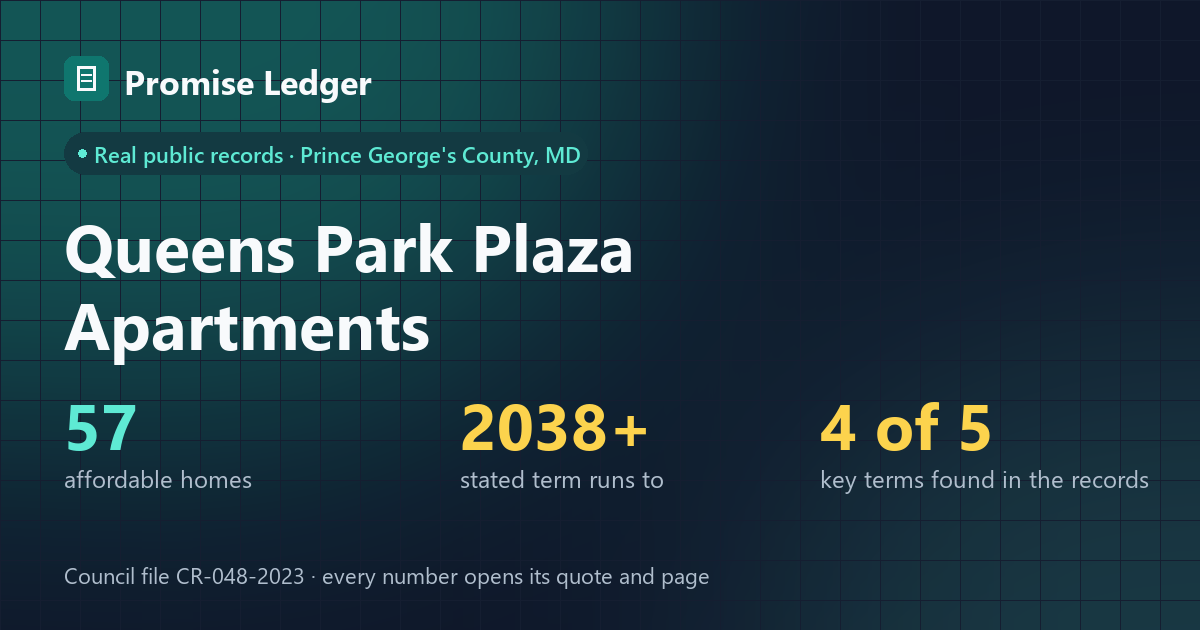 Promise Ledger
Real public records · Prince George's County, MD
Queens Park Plaza
Apartments
57
affordable homes
2038+
stated term runs to
4 of 5
key terms found in the records
Council file CR-048-2023 · every number opens its quote and page